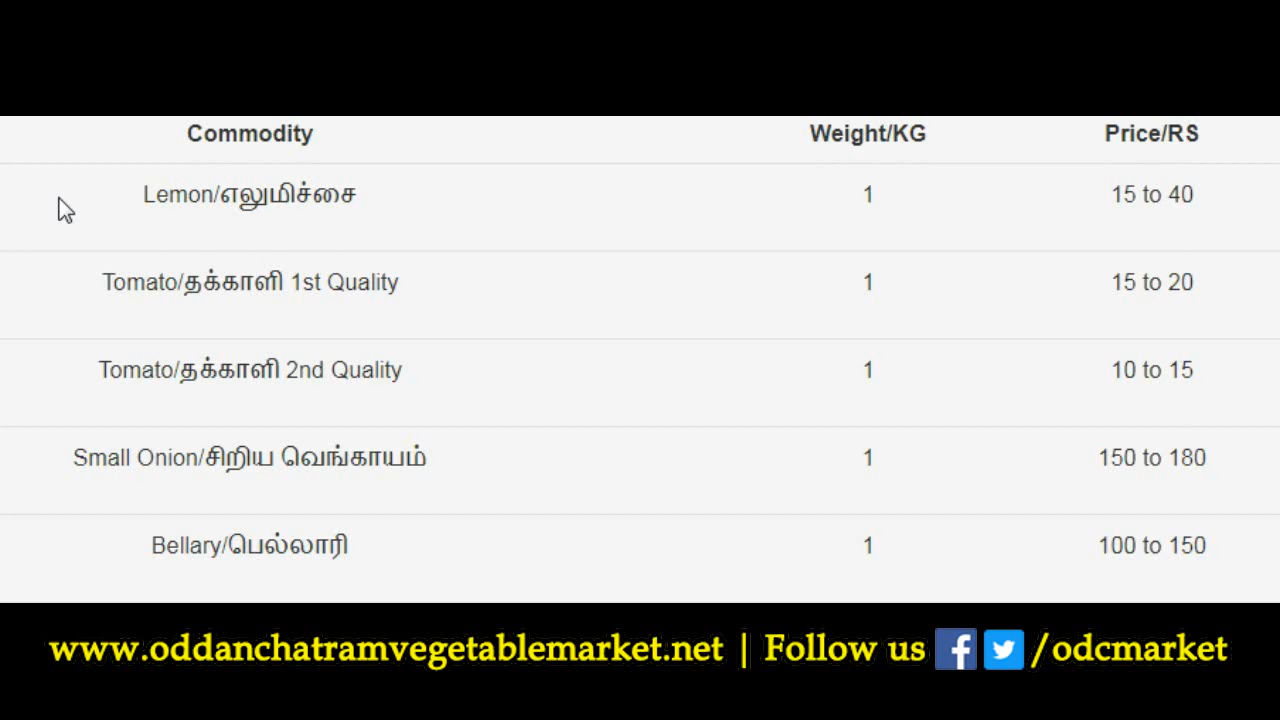 Commodity Weight/KG Price/RS
Lemon/எலுமிச்சை 1 15 to 40
Tomato/தக்காளி 1st Quality 1 15 to 20
Tomato/தக்காளி 2nd Quality 1 10 to 15
Small Onion/சிறிய வெங்காயம் 1 150 to 180
Bellary/பெல்லாரி 1 100 to 150
www.oddanchatramvegetablemarket.net | Follow us f /odcmarket